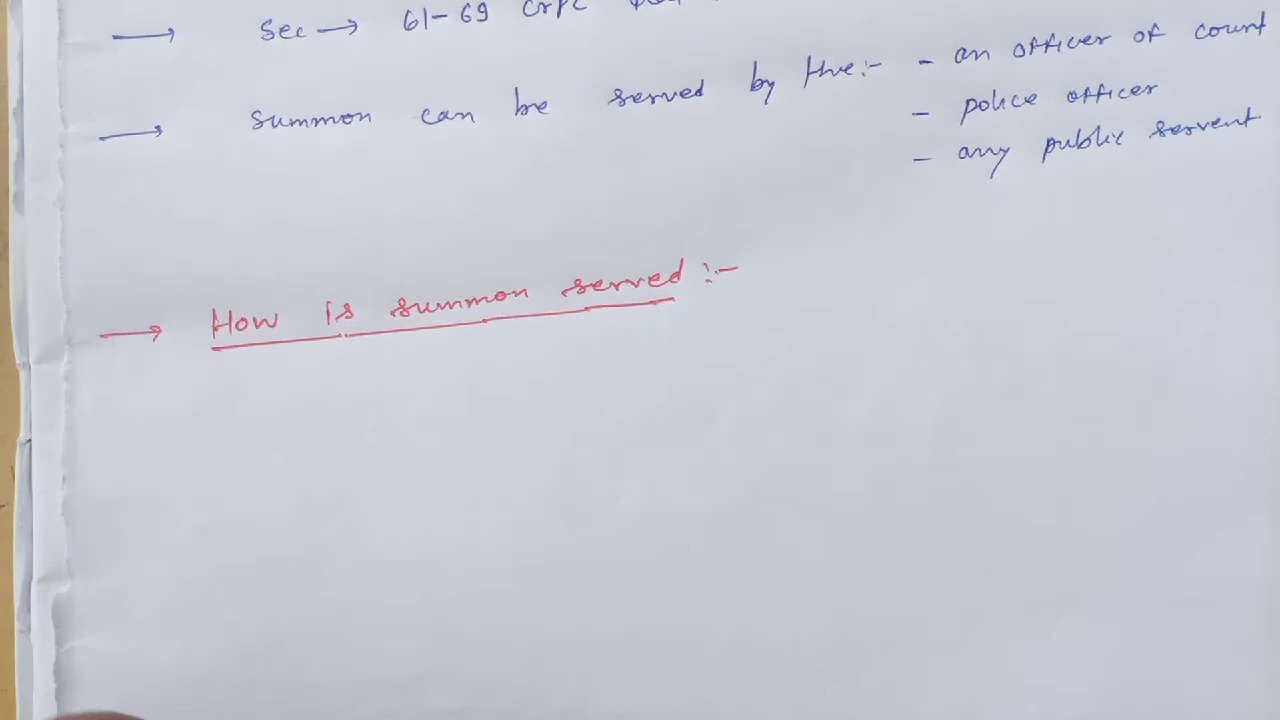 → Sec → 61-69 CrPC
→ summon can be served by the:- - an officer of court
- police officer
- any public servent
→ How is summon served :-